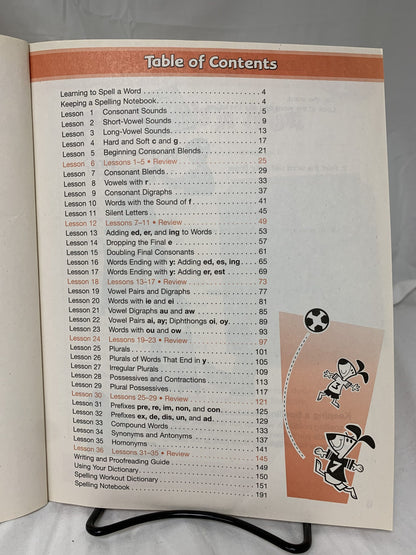 Table of Contents
Learning to Spell a Word . . . . . . . . . . . . . . . . . . . . . . . 4
Keeping a Spelling Notebook. . . . . . . . . . . . . . . . . . . . 4
Lesson 1 Consonant Sounds . . . . . . . . . . . . . . . . . . . 5
Lesson 2 Short-Vowel Sounds . . . . . . . . . . . . . . . . . . 9
Lesson 3 Long-Vowel Sounds . . . . . . . . . . . . . . . . . . 13
Lesson 4 Hard and Soft c and g . . . . . . . . . . . . . . . . . 17
Lesson 5 Beginning Consonant Blends. . . . . . . . . . . . 21
Lesson 6 Lessons 1–5 • Review . . . . . . . . . . . . . . . . . 25
Lesson 7 Consonant Blends . . . . . . . . . . . . . . . . . . . . 29
Lesson 8 Vowels with r . . . . . . . . . . . . . . . . . . . . . . . 33
Lesson 9 Consonant Digraphs . . . . . . . . . . . . . . . . . . 37
Lesson 10 Words with the Sound of f . . . . . . . . . . . . . 41
Lesson 11 Silent Letters . . . . . . . . . . . . . . . . . . . . . . . 45
Lesson 12 Lessons 7–11 • Review . . . . . . . . . . . . . . . 49
Lesson 13 Adding ed, er, and ing to Words . . . . . . . . . 53
Lesson 14 Dropping the Final e . . . . . . . . . . . . . . . . . 57
Lesson 15 Doubling Final Consonants . . . . . . . . . . . . 61
Lesson 16 Words Ending with y: Adding ed, es, ing . . . . 65
Lesson 17 Words Ending with y: Adding er, est . . . . . . 69
Lesson 18 Lessons 13–17 • Review . . . . . . . . . . . . . . 73
Lesson 19 Vowel Pairs and Digraphs . . . . . . . . . . . . . 77
Lesson 20 Words with ie and ei . . . . . . . . . . . . . . . . . 81
Lesson 21 Vowel Digraphs au and aw . . . . . . . . . . . . 85
Lesson 22 Vowel Pairs ai, ay; Diphthongs oi, oy . . . . . . 89
Lesson 23 Words with ou and ow . . . . . . . . . . . . . . . 93
Lesson 24 Lessons 19–23 • Review . . . . . . . . . . . . . . 97
Lesson 25 Plurals . . . . . . . . . . . . . . . . . . . . . . . . . . . 101
Lesson 26 Plurals of Words That End in y . . . . . . . . . . 105
Lesson 27 Irregular Plurals . . . . . . . . . . . . . . . . . . . . 109
Lesson 28 Possessives and Contractions . . . . . . . . . . 113
Lesson 29 Plural Possessives . . . . . . . . . . . . . . . . . . 117
Lesson 30 Lessons 25–29 • Review . . . . . . . . . . . . . . 121
Lesson 31 Prefixes pre, re, im, non, and con . . . . . . . . 125
Lesson 32 Prefixes ex, de, dis, un, and ad. . . . . . . . . . 129
Lesson 33 Compound Words . . . . . . . . . . . . . . . . . . 133
Lesson 34 Synonyms and Antonyms . . . . . . . . . . . . . 137
Lesson 35 Homonyms . . . . . . . . . . . . . . . . . . . . . . . 141
Lesson 36 Lessons 31–35 • Review . . . . . . . . . . . . . . 145
Writing and Proofreading Guide . . . . . . . . . . . . . . . . . 149
Using Your Dictionary. . . . . . . . . . . . . . . . . . . . . . . . . 150
Spelling Workout Dictionary . . . . . . . . . . . . . . . . . . . . 151
Spelling Notebook . . . . . . . . . . . . . . . . . . . . . . . . . . . 191